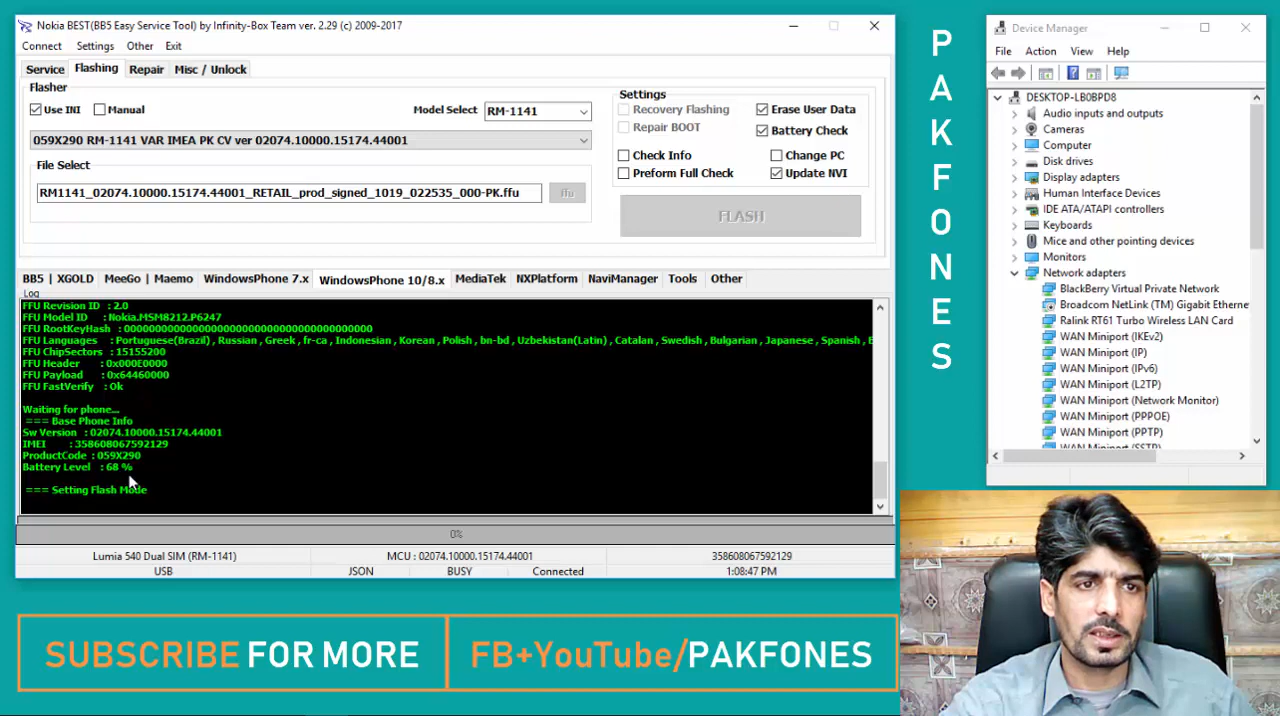 Nokia BEST(BB5 Easy Service Tool) by Infinity-Box Team ver. 2.29 (c) 2009-2017
Connect Settings Other Exit
Service Flashing Repair Misc / Unlock
Flasher
Use INI Manual Model Select RM-1141
059X290 RM-1141 VAR IMEA PK CV ver 02074.10000.15174.44001
File Select
RM1141_02074.10000.15174.44001_RETAIL_prod_signed_1019_022535_000-PK.ffu ffu
Settings
Recovery Flashing Erase User Data
Repair BOOT Battery Check
Check Info Change PC
Preform Full Check Update NVI
FLASH
BB5 | XGOLD MeeGo | Maemo WindowsPhone 7.x WindowsPhone 10/8.x MediaTek NXPlatform NaviManager Tools Other
Log
FFU Revision ID : 2.0
FFU Model ID : Nokia.MSM8212.P6247
FFU RootKeyHash : 0000000000000000000000000000000000000000
FFU Languages : Portuguese(Brazil) , Russian , Greek , fr-ca , Indonesian , Korean , Polish , bn-bd , Uzbekistan(Latin) , Catalan , Swedish , Bulgarian , Japanese , Spanish , E
FFU ChipSectors : 15155200
FFU Header : 0x000E0000
FFU Payload : 0x64460000
FFU FastVerify : Ok
Waiting for phone...
=== Base Phone Info
Sw Version : 02074.10000.15174.44001
IMEI : 358608067592129
ProductCode : 059X290
Battery Level : 68 %
=== Setting Flash Mode
0%
Lumia 540 Dual SIM (RM-1141) MCU : 02074.10000.15174.44001 358608067592129
USB JSON BUSY Connected 1:08:47 PM
P
A
K
F
O
N
E
S
Device Manager
File Action View Help
DESKTOP-LB0BPD8
Audio inputs and outputs
Cameras
Computer
Disk drives
Display adapters
Human Interface Devices
IDE ATA/ATAPI controllers
Keyboards
Mice and other pointing devices
Monitors
Network adapters
BlackBerry Virtual Private Network
Broadcom NetLink (TM) Gigabit Etherne
Ralink RT61 Turbo Wireless LAN Card
WAN Miniport (IKEv2)
WAN Miniport (IP)
WAN Miniport (IPv6)
WAN Miniport (L2TP)
WAN Miniport (Network Monitor)
WAN Miniport (PPPOE)
WAN Miniport (PPTP)
WAN Miniport (SSTP)
SUBSCRIBE FOR MORE
FB+YouTube/PAKFONES